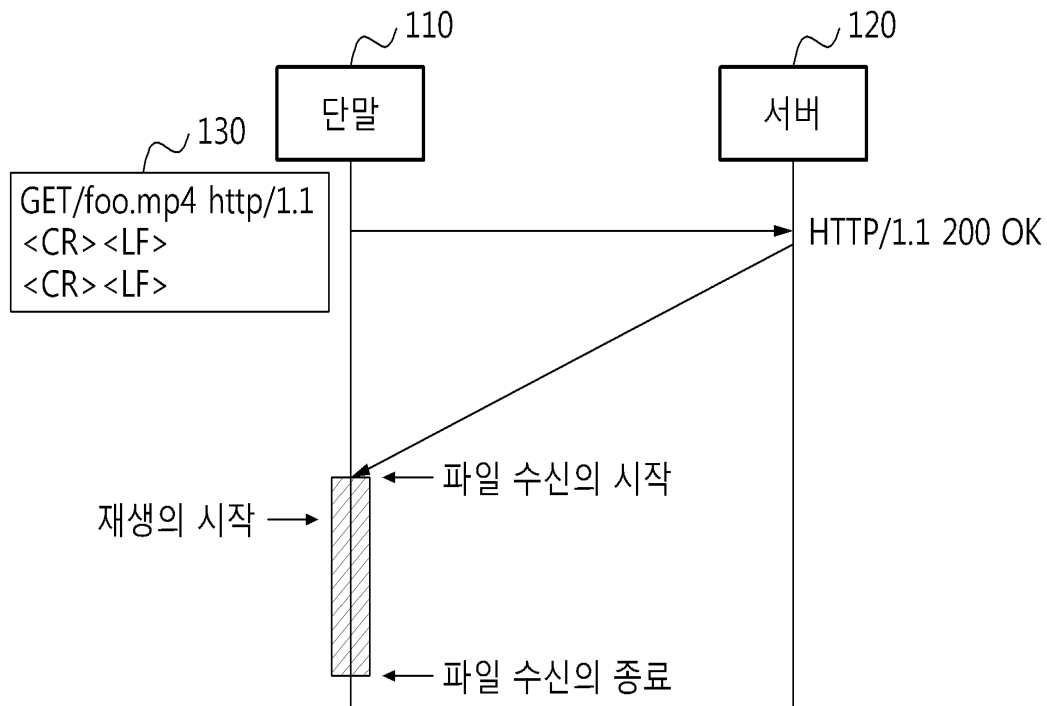 110
120
단말
서버
130
GET/foo.mp4 http/1.1
<CR><LF>
<CR><LF>
HTTP/1.1 200 OK
파일 수신의 시작
재생의 시작
파일 수신의 종료